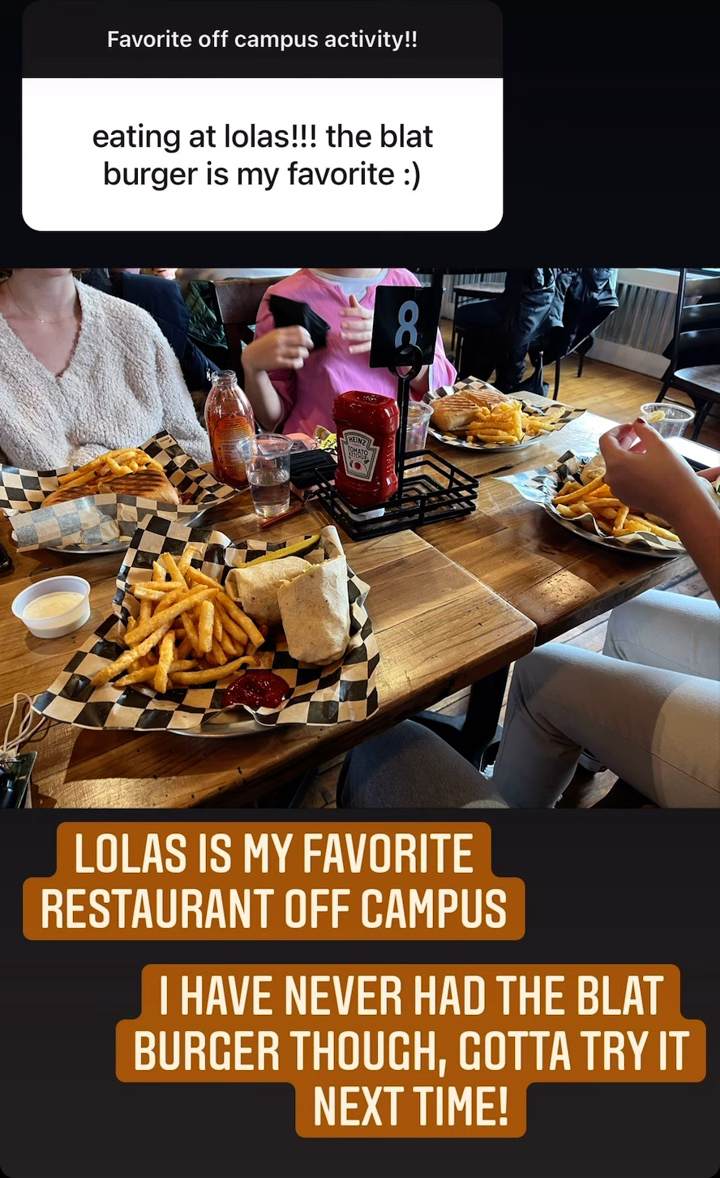 Favorite off campus activity!!
eating at lolas!!! the blat
burger is my favorite :)
8
HEINZ
TOMATO
KETCHUP
LOLAS IS MY FAVORITE
RESTAURANT OFF CAMPUS
I HAVE NEVER HAD THE BLAT
BURGER THOUGH, GOTTA TRY IT
NEXT TIME!